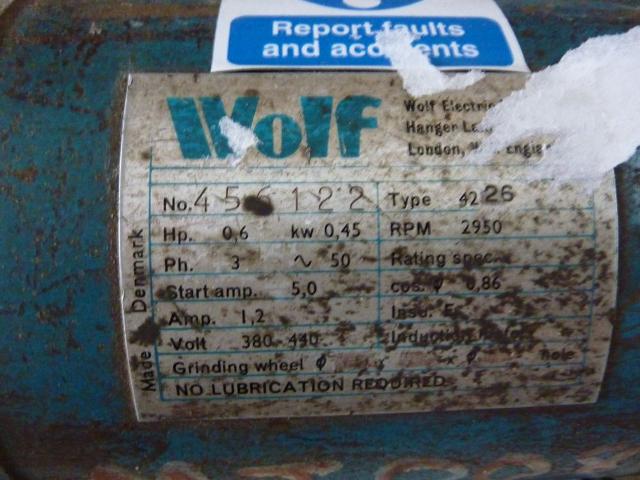 Report faults
and accidents
Wolf
Wolf Electric
Hanger
London,
No. 456122 Type 4226
Hp. 0,6 kw 0,45 RPM 2950
Ph. 3 ~ 50 Rating spec.
Start amp. 5,0 cos. φ 0,86
Amp. 1,2
Volt 380-440 Induction
Grinding wheel φ x x φ hole
NO LUBRICATION REQUIRED
Made Denmark